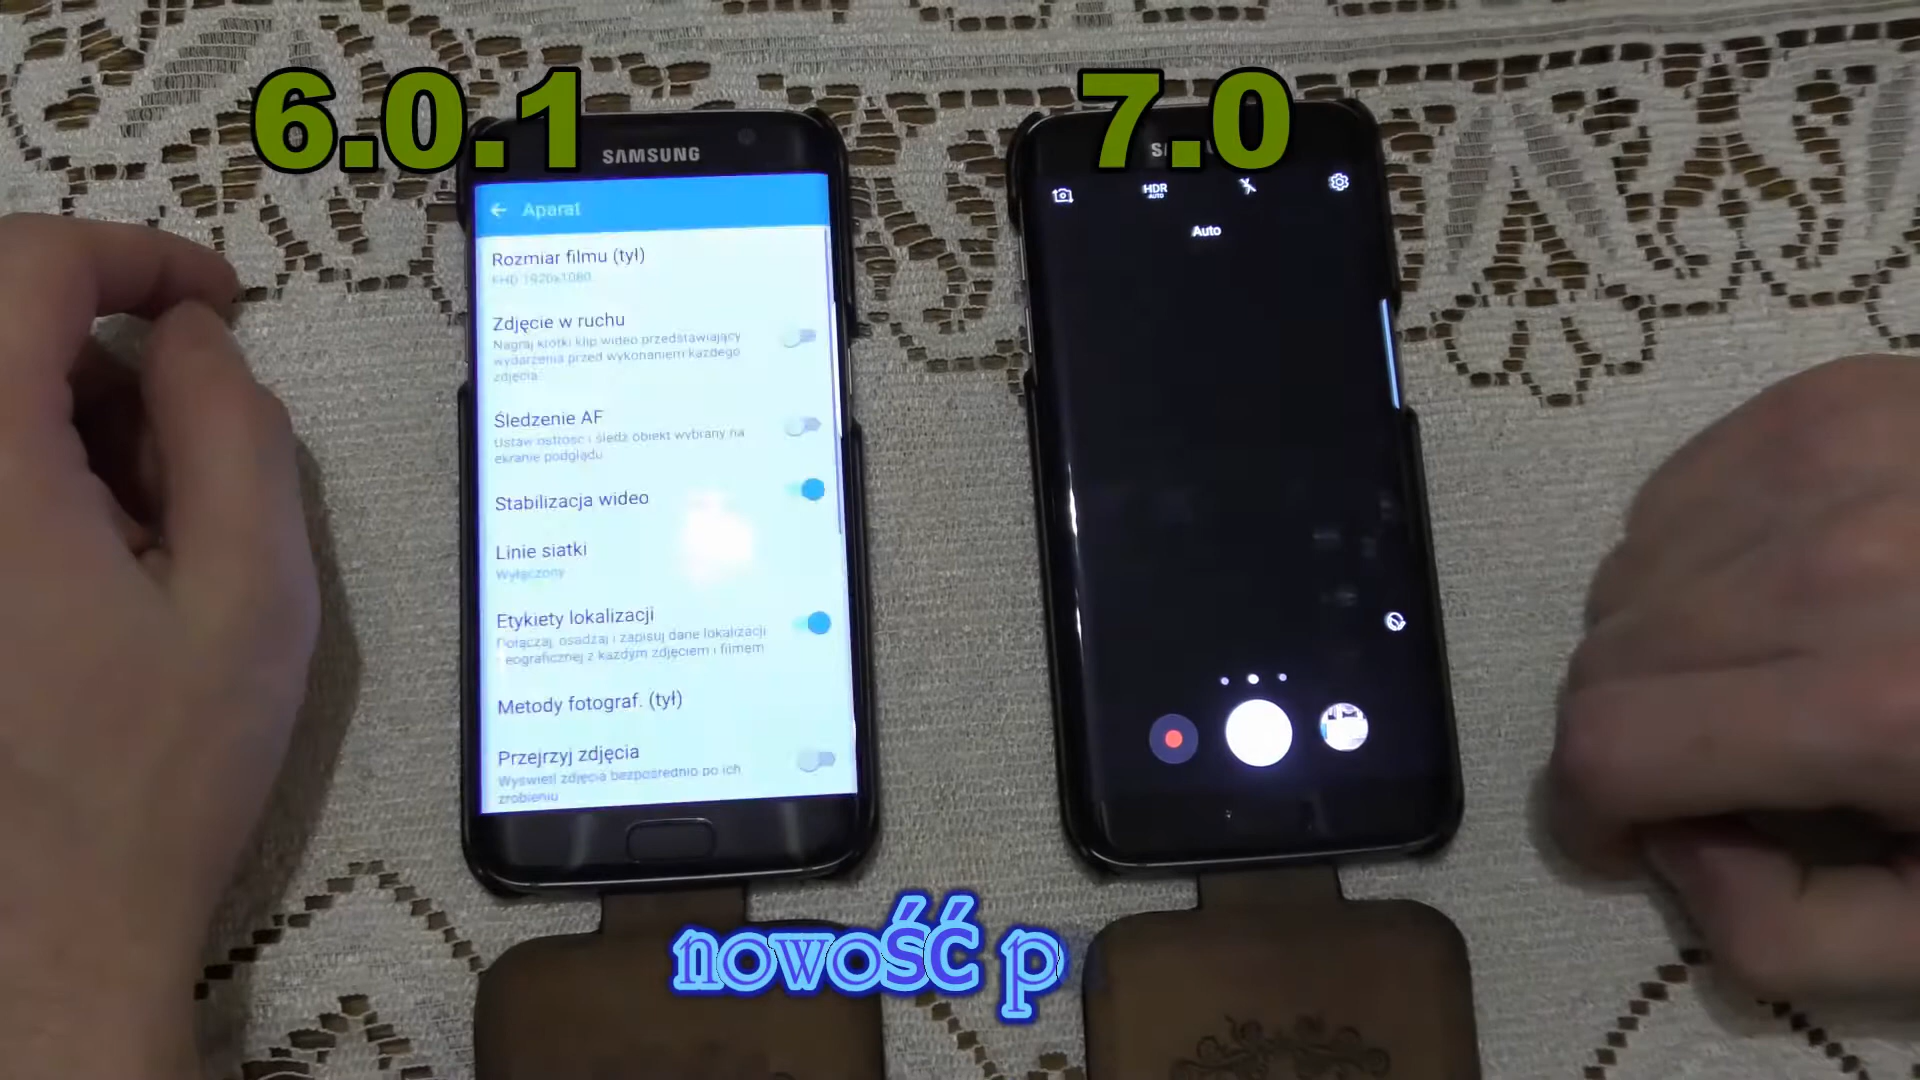 6.0.1
7.0
SAMSUNG
Aparat
Rozmiar filmu (tył)
FHD 1920x1080
Zdjęcie w ruchu
Nagraj krótki klip wideo przedstawiający
wydarzenia przed wykonaniem każdego
zdjęcia.
Śledzenie AF
Ustaw ostrość i śledź obiekt wybrany na
ekranie podglądu
Stabilizacja wideo
Linie siatki
Wyłączony
Etykiety lokalizacji
Dołączaj, osadzaj i zapisuj dane lokalizacji
geograficznej z każdym zdjęciem i filmem
Metody fotograf. (tył)
Przejrzyj zdjęcia
Wyświetl zdjęcia bezpośrednio po ich
zrobieniu
HDR
AUTO
Auto
nowość p